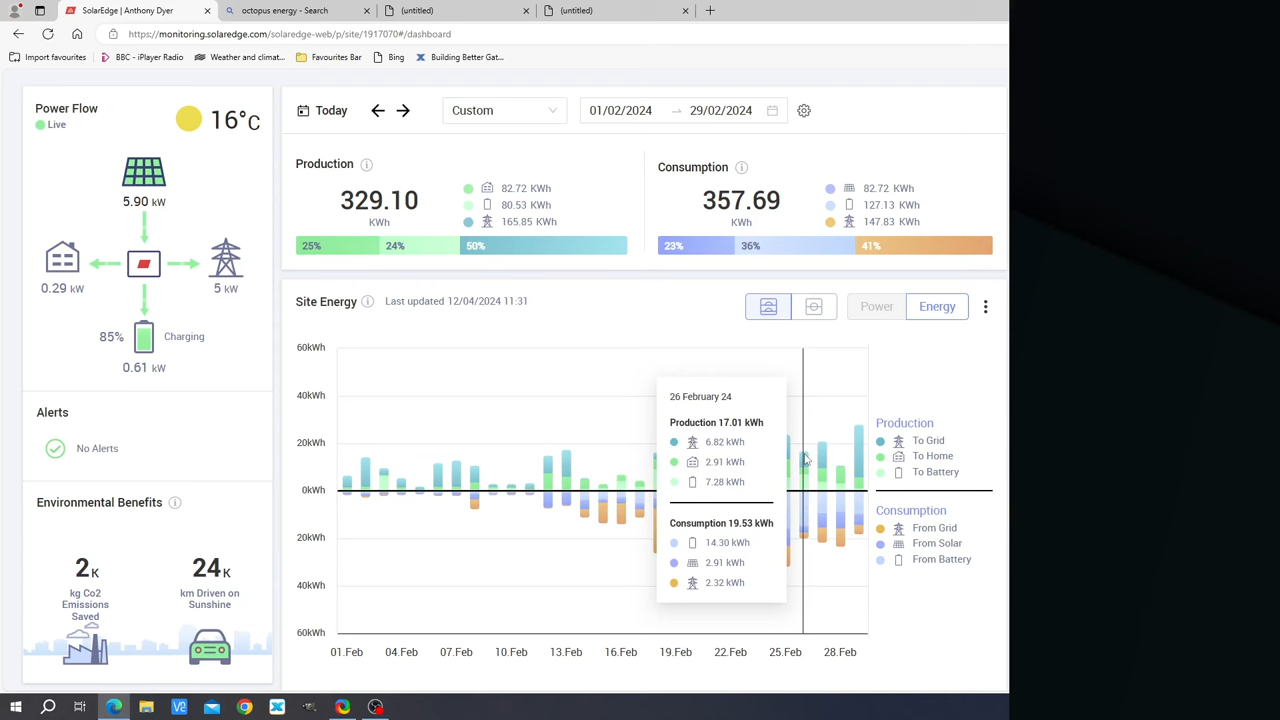 SolarEdge | Anthony Dyer
octopus energy - Search
(untitled)
(untitled)
https://monitoring.solaredge.com/solaredge-web/p/site/1917070#/dashboard
Import favourites
BBC - iPlayer Radio
Weather and climat...
Favourites Bar
Bing
Building Better Gat...
Power Flow
Live
16°C
5.90 kW
0.29 kW
5 kW
85%
Charging
0.61 kW
Alerts
No Alerts
Environmental Benefits
2K
kg Co2
Emissions
Saved
24K
km Driven on
Sunshine
Today
Custom
01/02/2024
29/02/2024
Production
329.10
KWh
82.72 KWh
80.53 KWh
165.85 KWh
25%
24%
50%
Consumption
357.69
KWh
82.72 KWh
127.13 KWh
147.83 KWh
23%
36%
41%
Site Energy
Last updated 12/04/2024 11:31
Power
Energy
60kWh
40kWh
20kWh
0kWh
20kWh
40kWh
60kWh
26 February 24
Production 17.01 kWh
6.82 kWh
2.91 kWh
7.28 kWh
Consumption 19.53 kWh
14.30 kWh
2.91 kWh
2.32 kWh
01.Feb
04.Feb
07.Feb
10.Feb
13.Feb
16.Feb
19.Feb
22.Feb
25.Feb
28.Feb
Production
To Grid
To Home
To Battery
Consumption
From Grid
From Solar
From Battery